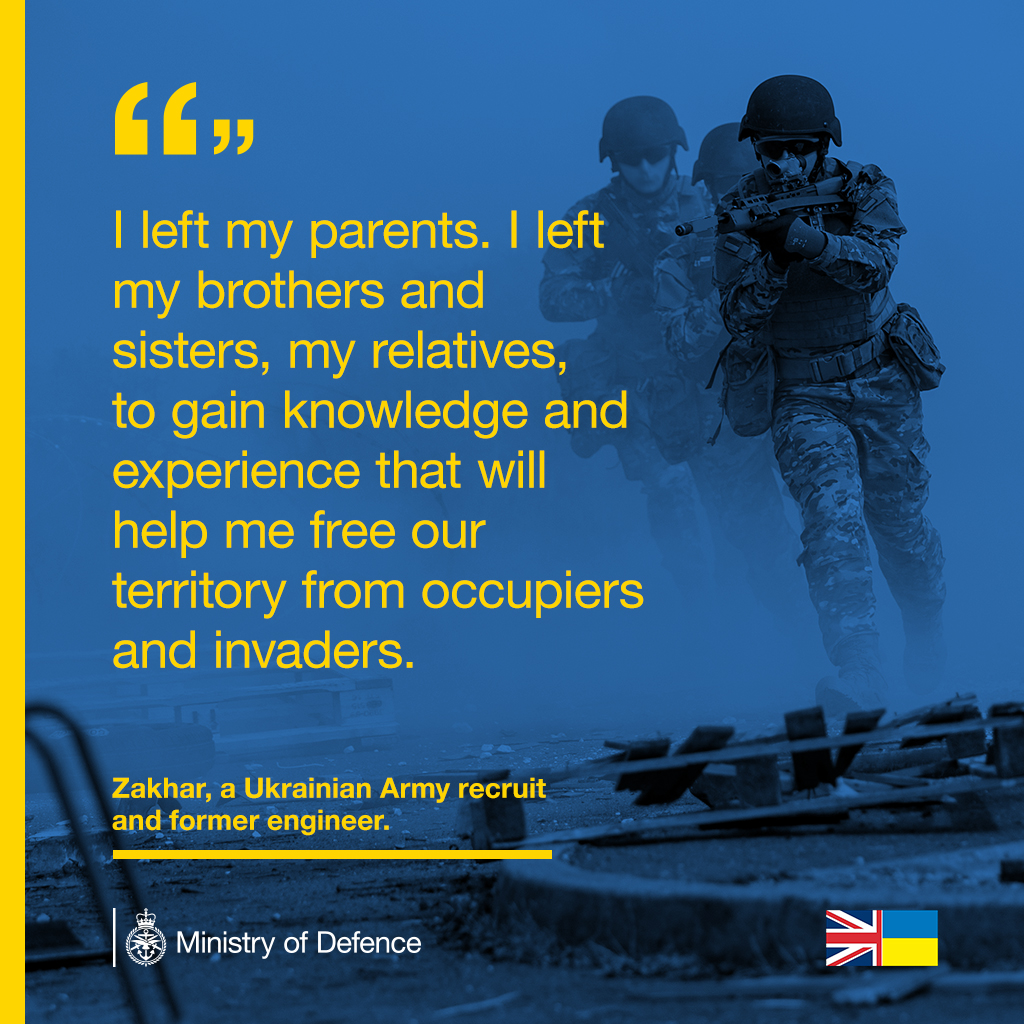 “ ”
I left my parents. I left
my brothers and
sisters, my relatives,
to gain knowledge and
experience that will
help me free our
territory from occupiers
and invaders.
Zakhar, a Ukrainian Army recruit
and former engineer.
Ministry of Defence